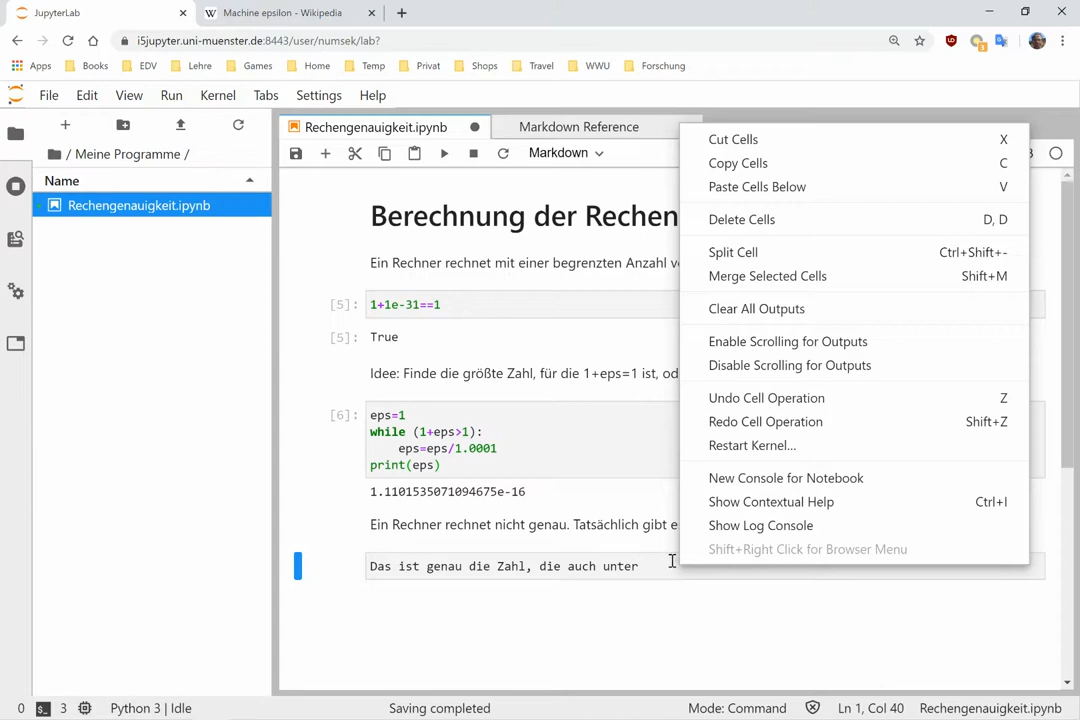 JupyterLab
Machine epsilon - Wikipedia
i5jupyter.uni-muenster.de:8443/user/numsek/lab?
Apps Books EDV Lehre Games Home Temp Privat Shops Travel WWU Forschung
File Edit View Run Kernel Tabs Settings Help
/ Meine Programme /
Name
Rechengenauigkeit.ipynb
Rechengenauigkeit.ipynb
Markdown Reference
Markdown
3
Berechnung der Rechen
Ein Rechner rechnet mit einer begrenzten Anzahl v
[5]: 1+1e-31==1
[5]: True
Idee: Finde die größte Zahl, für die 1+eps=1 ist, od
[6]: eps=1
while (1+eps>1):
eps=eps/1.0001
print(eps)
1.1101535071094675e-16
Ein Rechner rechnet nicht genau. Tatsächlich gibt e
Das ist genau die Zahl, die auch unter
Cut Cells X
Copy Cells C
Paste Cells Below V
Delete Cells D, D
Split Cell Ctrl+Shift+-
Merge Selected Cells Shift+M
Clear All Outputs
Enable Scrolling for Outputs
Disable Scrolling for Outputs
Undo Cell Operation Z
Redo Cell Operation Shift+Z
Restart Kernel...
New Console for Notebook
Show Contextual Help Ctrl+I
Show Log Console
Shift+Right Click for Browser Menu
0 3 Python 3 | Idle Saving completed Mode: Command Ln 1, Col 40 Rechengenauigkeit.ipynb